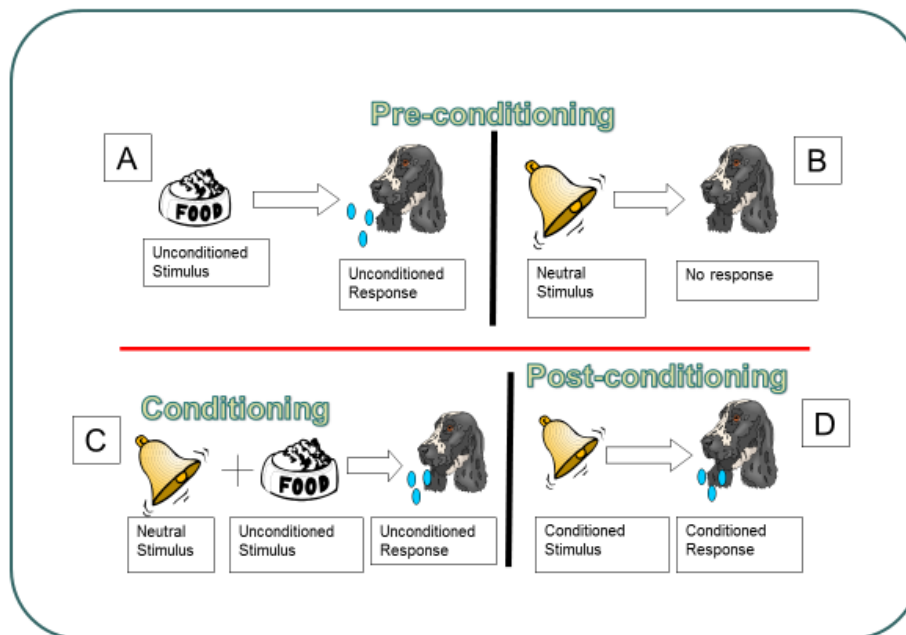 Pre-conditioning
A
B
FOOD
Unconditioned
Stimulus
Unconditioned
Response
Neutral
Stimulus
No response
Conditioning
Post-conditioning
C
D
FOOD
Neutral
Stimulus
Unconditioned
Stimulus
Unconditioned
Response
Conditioned
Stimulus
Conditioned
Response